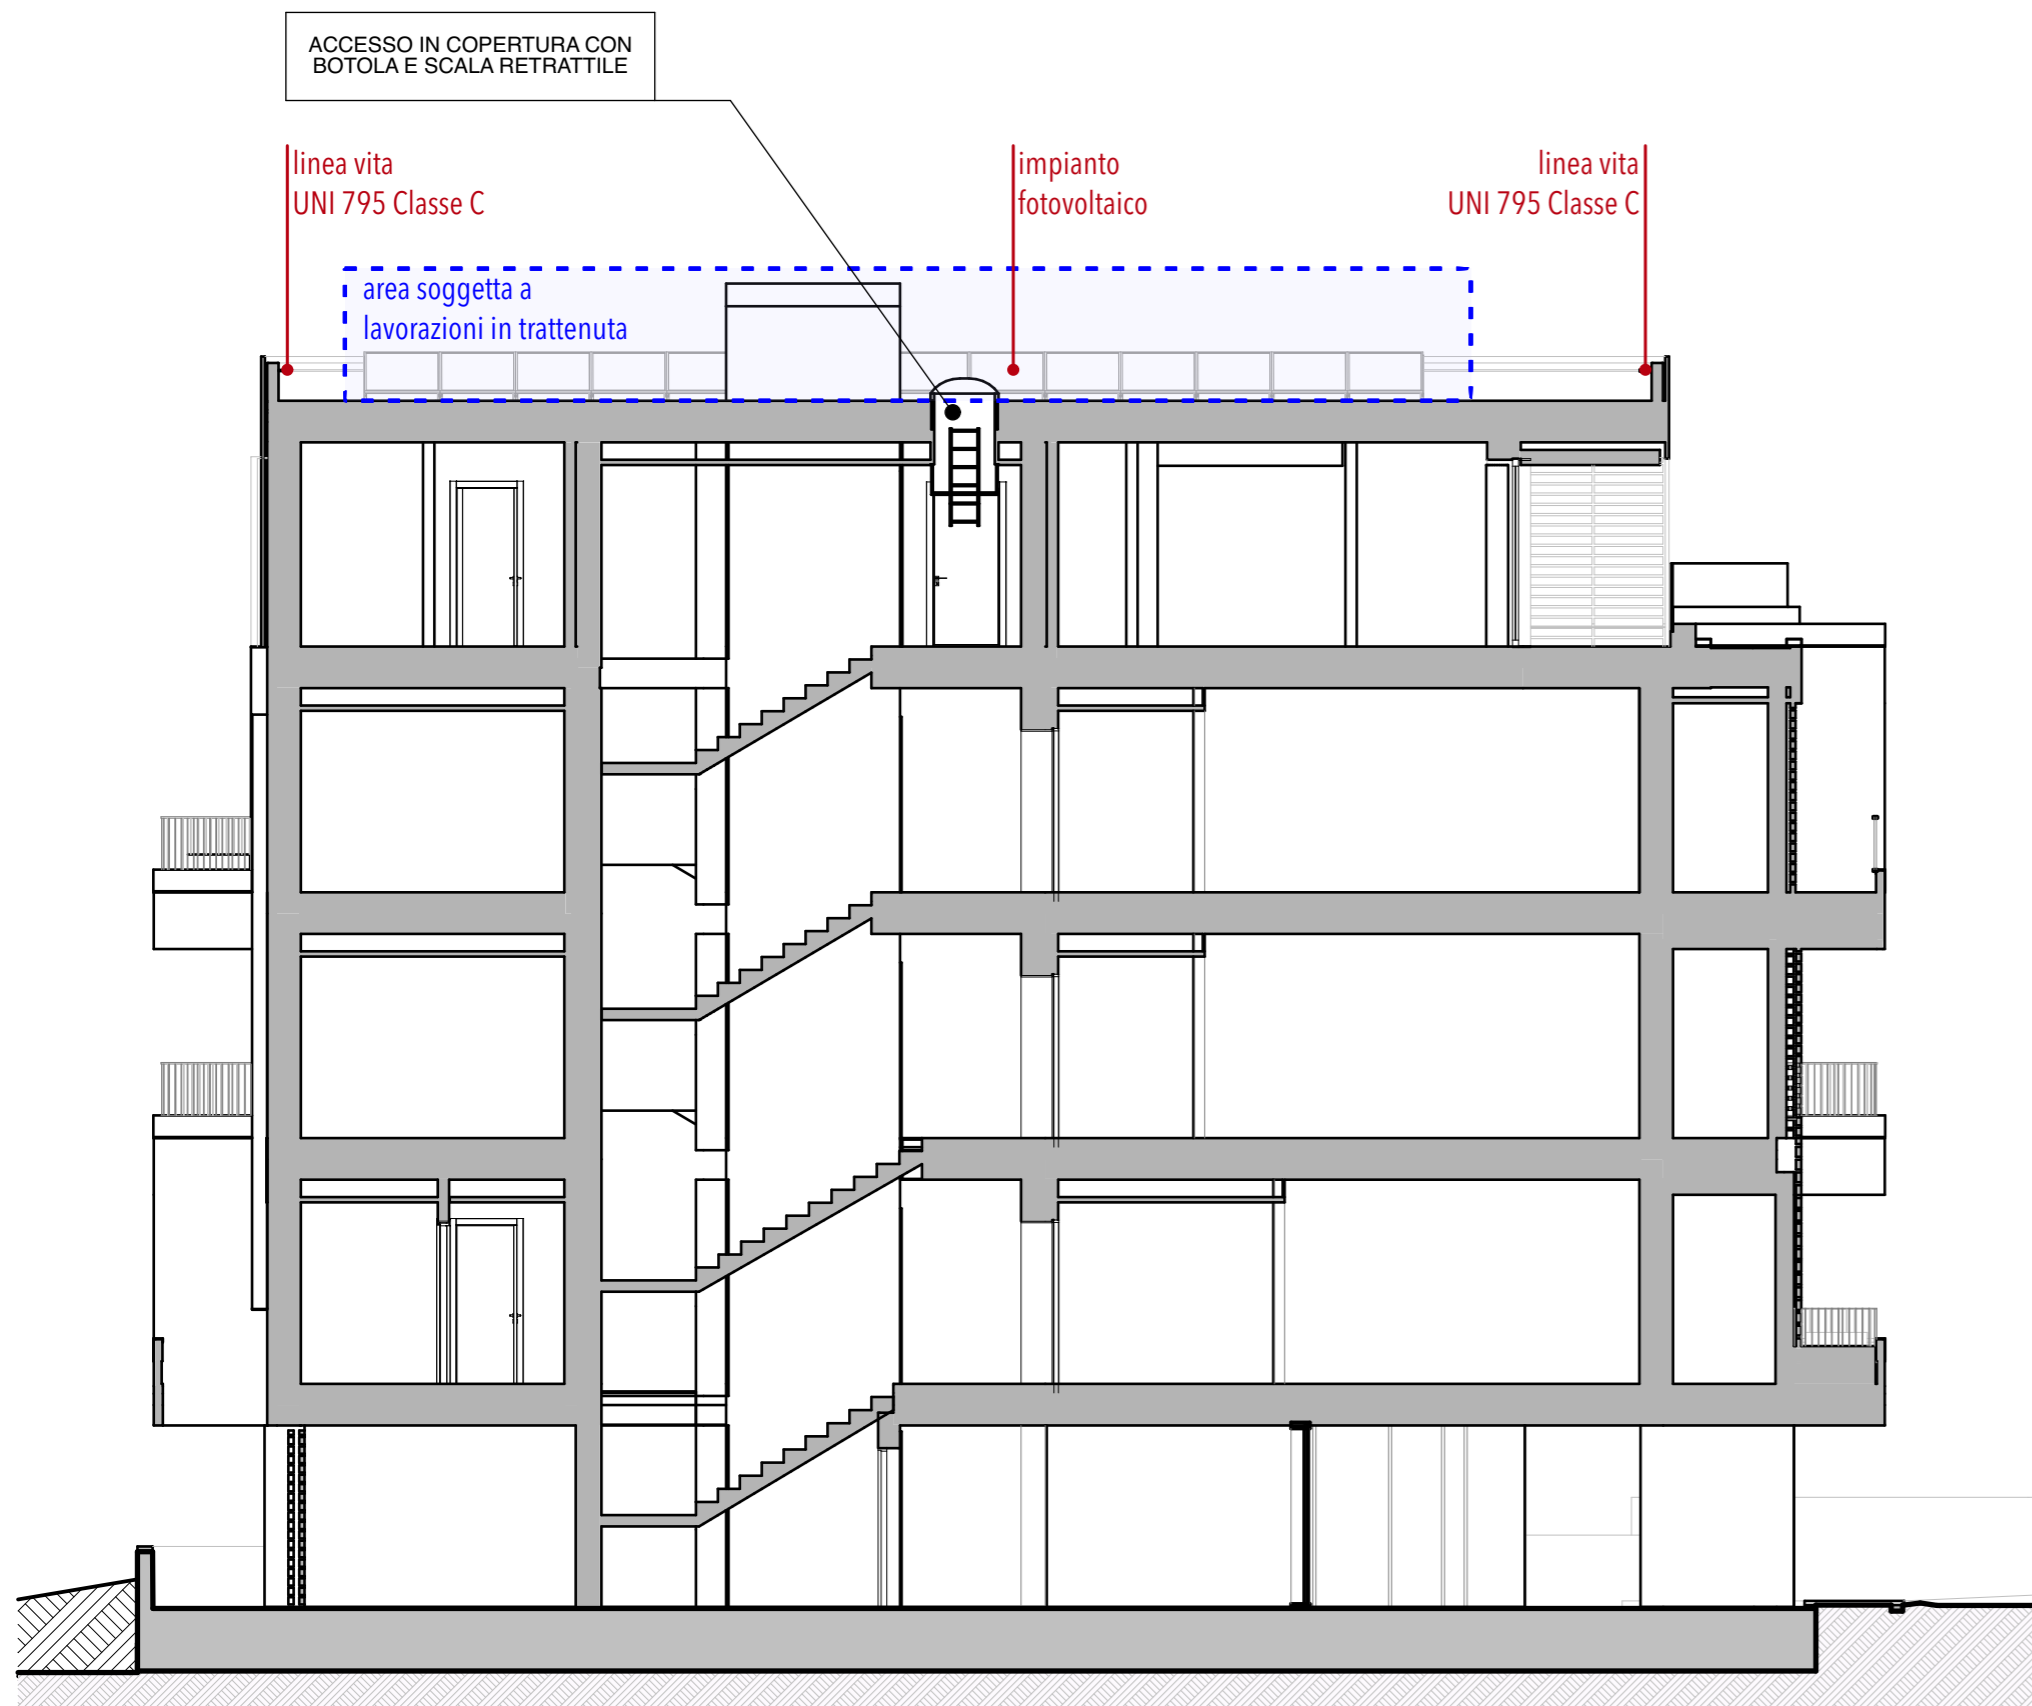 ACCESSO IN COPERTURA CON
BOTOLA E SCALA RETRATTILE
linea vita
UNI 795 Classe C
impianto
fotovoltaico
linea vita
UNI 795 Classe C
area soggetta a
lavorazioni in trattenuta